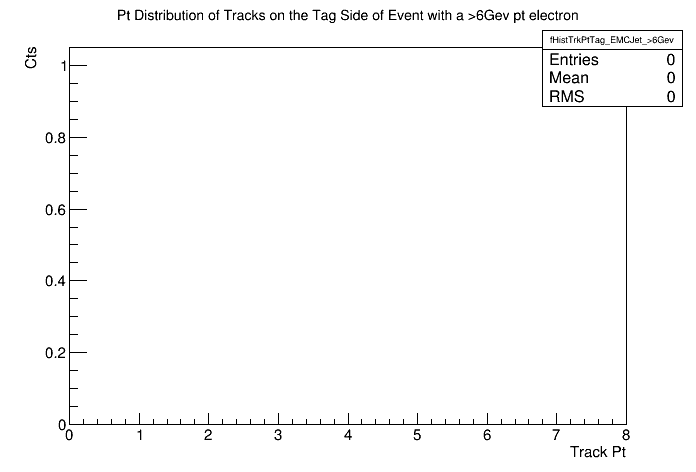 Pt Distribution of Tracks on the Tag Side of Event with a >6Gev pt electron
fHistTrkPtTag_EMCJet_>6Gev
Entries 0
Mean 0
RMS 0
Cts
1
0.8
0.6
0.4
0.2
0
0 1 2 3 4 5 6 7 8
Track Pt